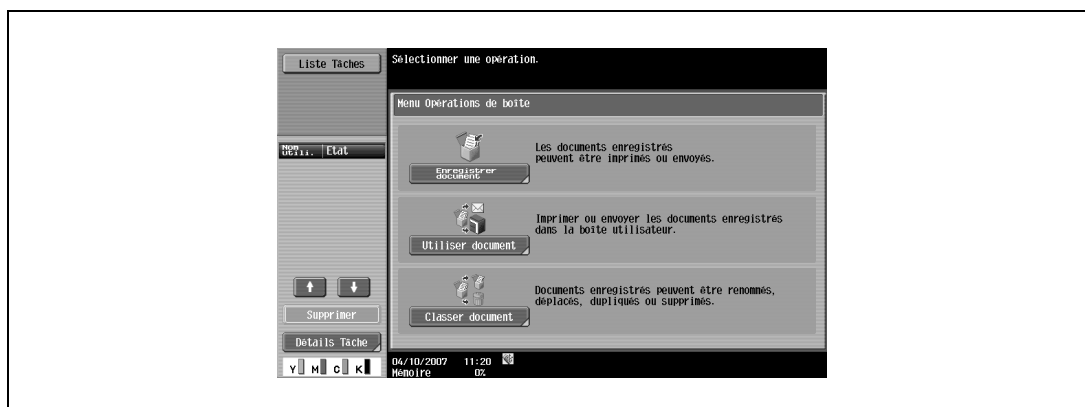 Liste Tâches
Sélectionner une opération.
Menu Opérations de boîte
Nom
Utili.
Etat
Les documents enregistrés
peuvent être imprimés ou envoyés.
Enregistrer
document
Imprimer ou envoyer les documents enregistrés
dans la boîte utilisateur.
Utiliser document
Documents enregistrés peuvent être renommés,
déplacés, dupliqués ou supprimés.
Classer document
Supprimer
Détails Tâche
Y M C K
04/10/2007 11:20
Mémoire 0%